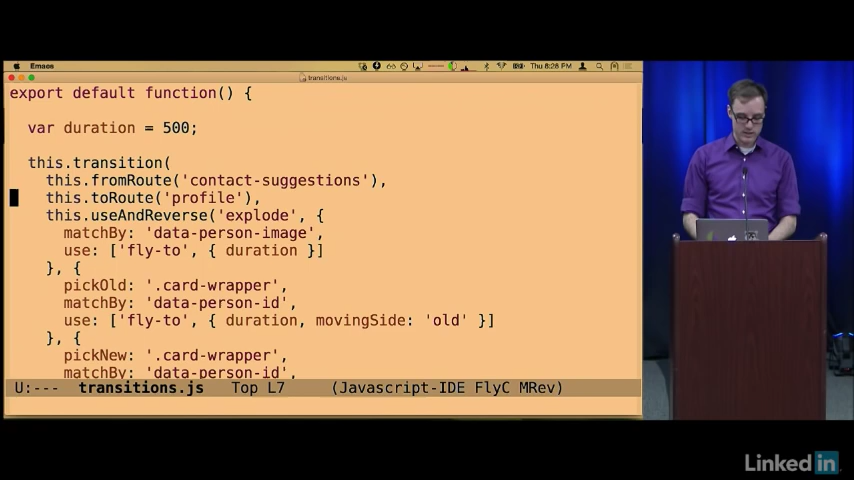 Emacs
Thu 8:26 PM
transitions.js
export default function() {
var duration = 500;
this.transition(
this.fromRoute('contact-suggestions'),
this.toRoute('profile'),
this.useAndReverse('explode', {
matchBy: 'data-person-image',
use: ['fly-to', { duration }]
}, {
pickOld: '.card-wrapper',
matchBy: 'data-person-id',
use: ['fly-to', { duration, movingSide: 'old' }]
}, {
pickNew: '.card-wrapper',
matchBy: 'data-person-id',
U:--- transitions.js Top L7 (Javascript-IDE FlyC MRev)
Linked in